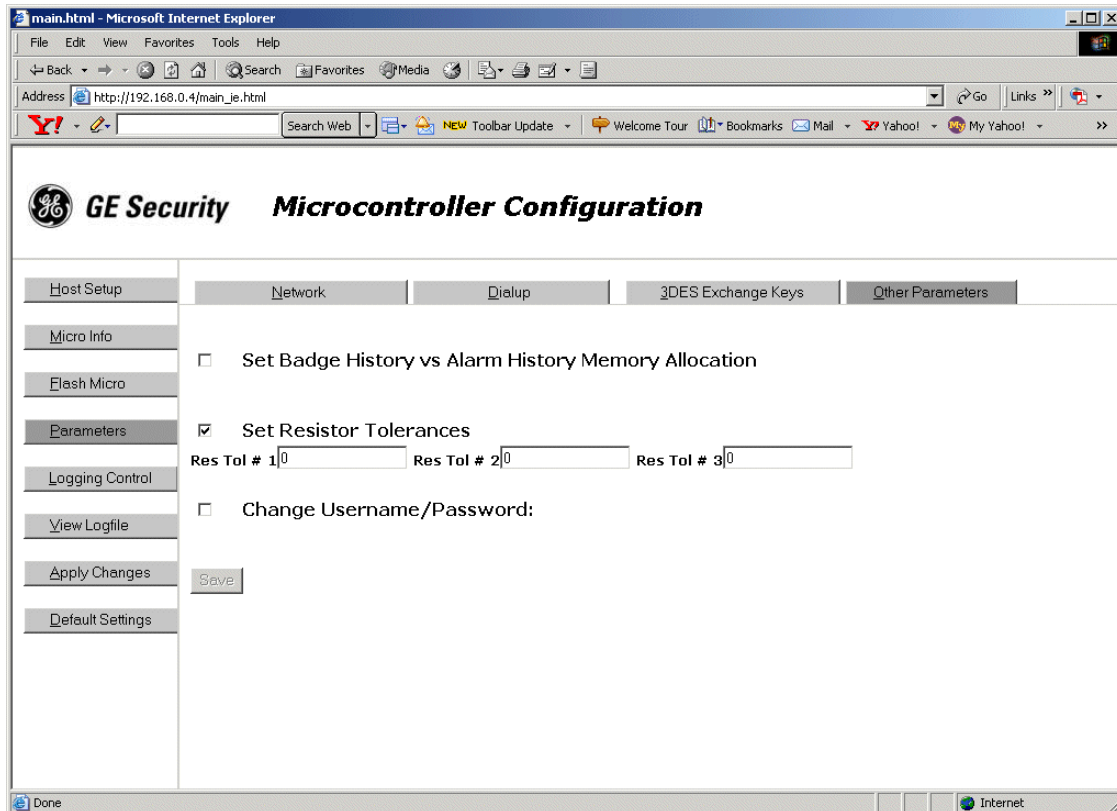 main.html - Microsoft Internet Explorer
File Edit View Favorites Tools Help
Back Search Favorites Media
Address http://192.168.0.4/main_ie.html Go Links »
Y! Search Web NEW Toolbar Update Welcome Tour Bookmarks Mail Y? Yahoo! My My Yahoo! »
GE Security Microcontroller Configuration
Host Setup
Network Dialup 3DES Exchange Keys Other Parameters
Micro Info
Set Badge History vs Alarm History Memory Allocation
Flash Micro
Parameters
Set Resistor Tolerances
Res Tol # 1 0 Res Tol # 2 0 Res Tol # 3 0
Logging Control
Change Username/Password:
View Logfile
Apply Changes
Save
Default Settings
Done Internet